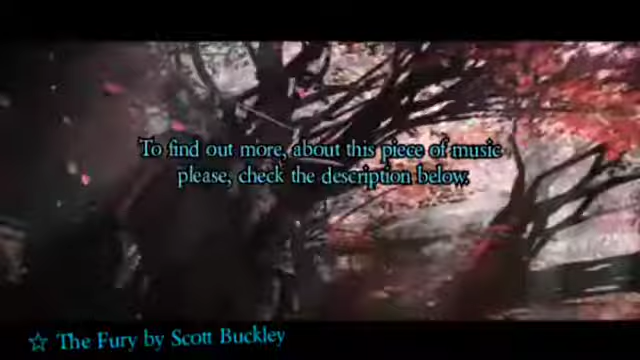 To find out more, about this piece of music
please, check the description below.
☆ The Fury by Scott Buckley